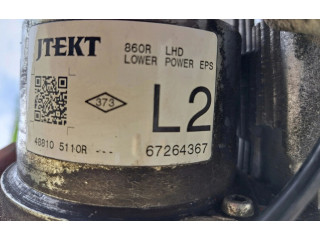 JTEKT
860R LHD
LOWER POWER EPS
373
L2
48810 5110R ---
67264367